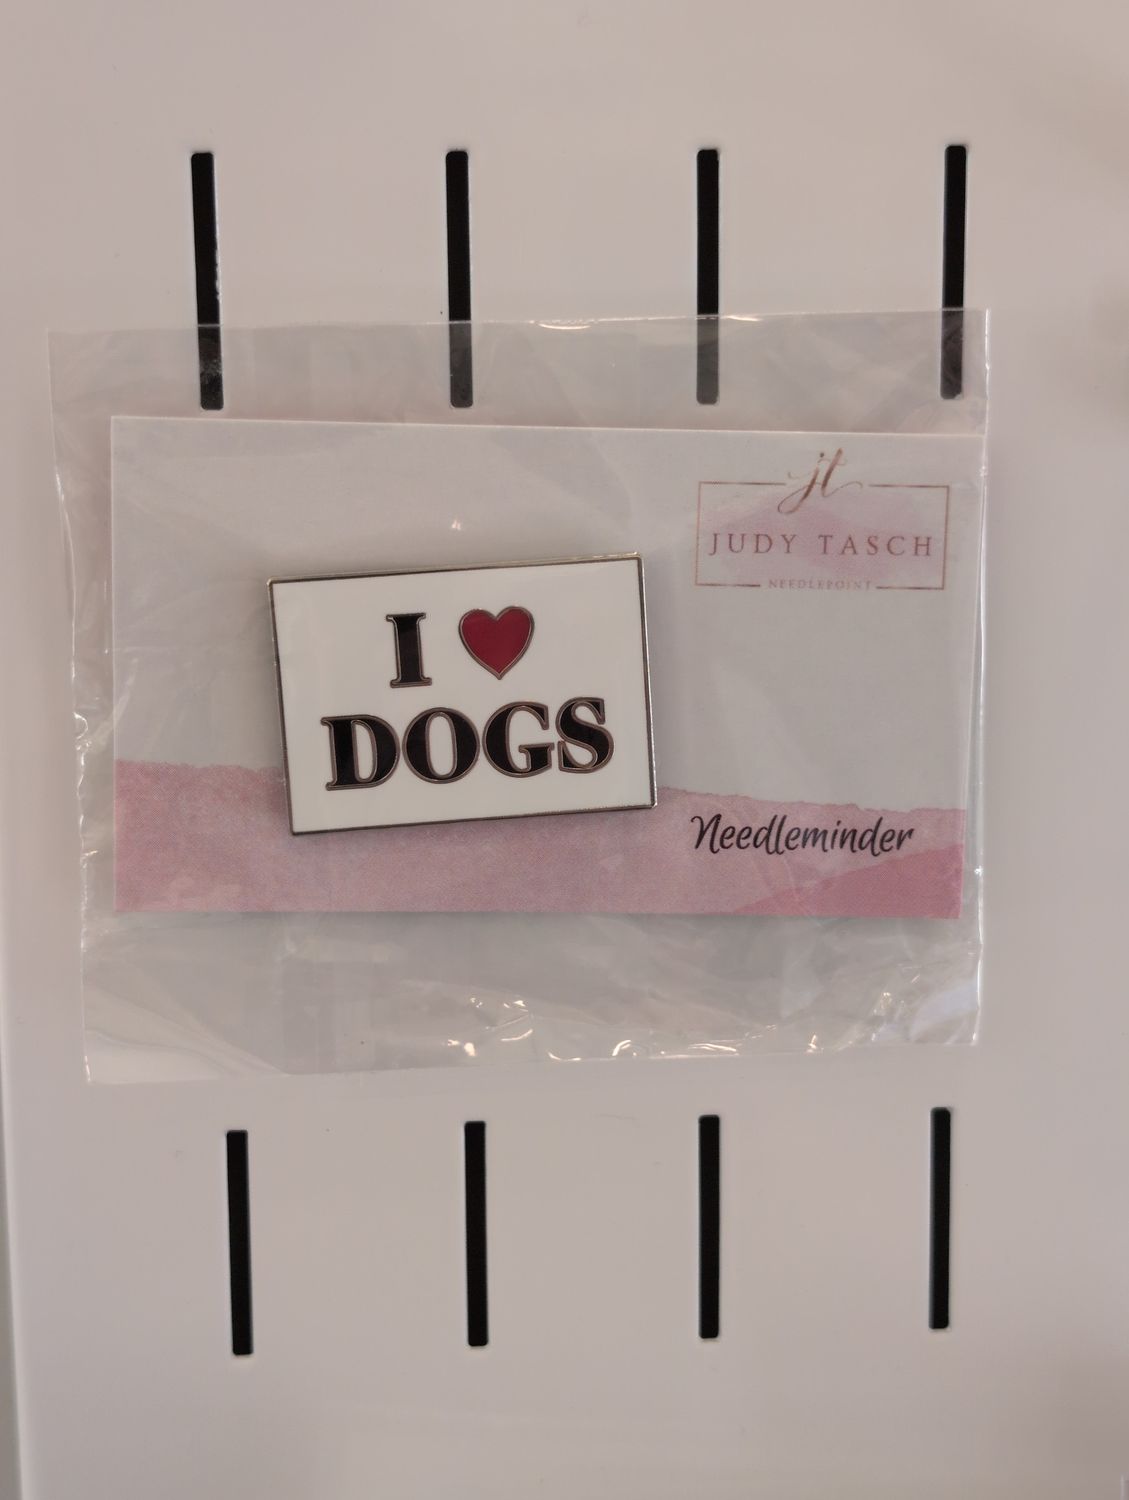 jt
JUDY TASCH
NEEDLEPOINT
I ♥
DOGS
Needleminder